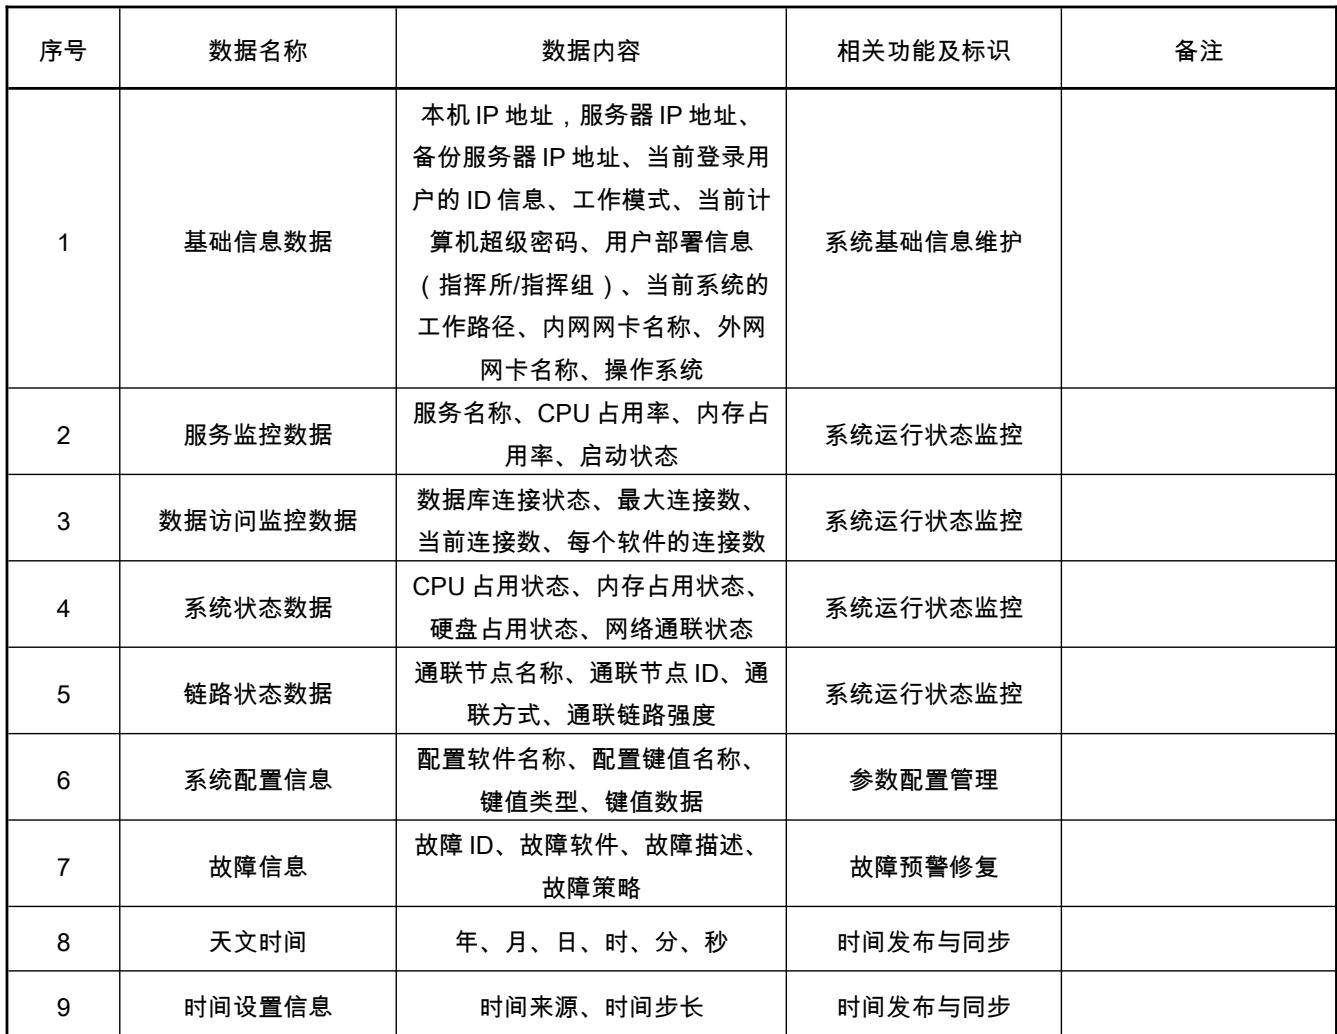 序号 数据名称 数据内容 相关功能及标识 备注
1 基础信息数据 本机 IP 地址，服务器 IP 地址、
备份服务器 IP 地址、当前登录用
户的 ID 信息、工作模式、当前计
算机超级密码、用户部署信息
（指挥所/指挥组）、当前系统的
工作路径、内网网卡名称、外网
网卡名称、操作系统
系统基础信息维护
2 服务监控数据 服务名称、CPU 占用率、内存占
用率、启动状态
系统运行状态监控
3 数据访问监控数据 数据库连接状态、最大连接数、
当前连接数、每个软件的连接数
系统运行状态监控
4 系统状态数据 CPU 占用状态、内存占用状态、
硬盘占用状态、网络通联状态
系统运行状态监控
5 链路状态数据 通联节点名称、通联节点 ID、通
联方式、通联链路强度
系统运行状态监控
6 系统配置信息 配置软件名称、配置键值名称、
键值类型、键值数据
参数配置管理
7 故障信息 故障 ID、故障软件、故障描述、
故障策略
故障预警修复
8 天文时间 年、月、日、时、分、秒 时间发布与同步
9 时间设置信息 时间来源、时间步长 时间发布与同步